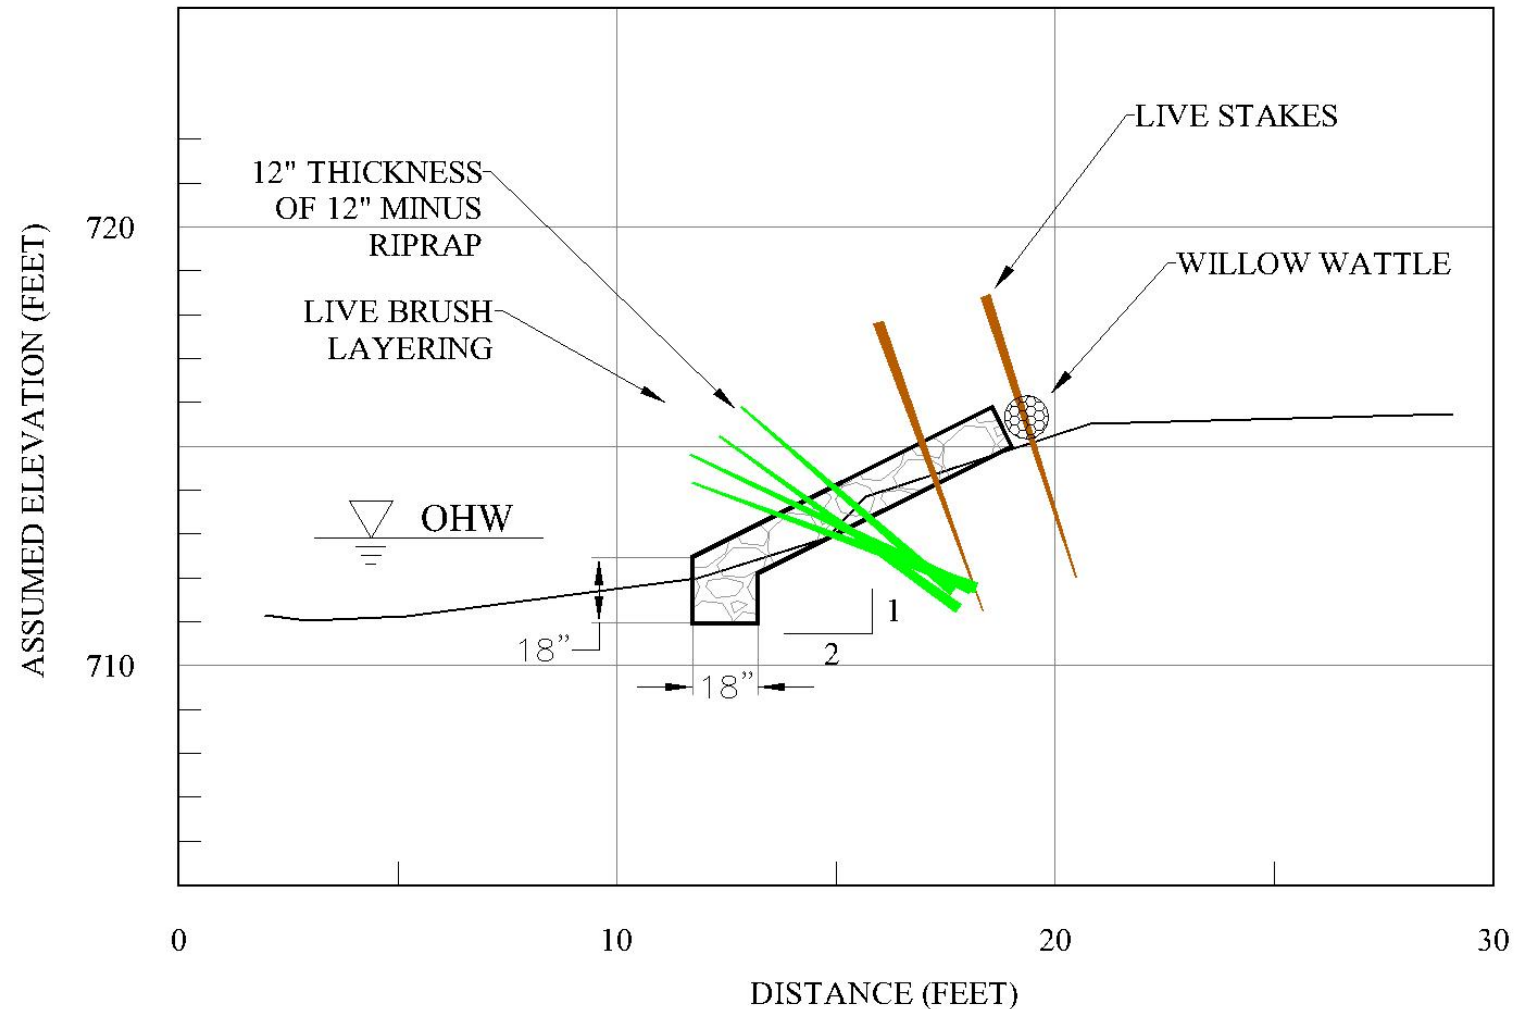 LIVE STAKES
12" THICKNESS
OF 12" MINUS
RIPRAP
WILLOW WATTLE
LIVE BRUSH
LAYERING
OHW
720
710
ASSUMED ELEVATION (FEET)
18”
1
2
18”
0
10
20
30
DISTANCE (FEET)